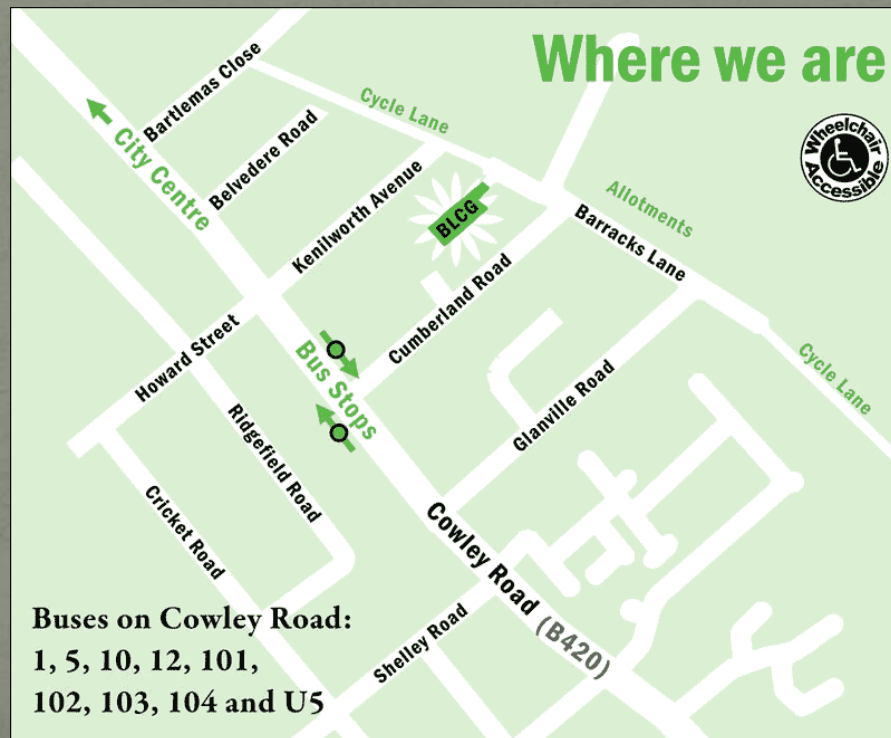 Where we are
Wheelchair
Accessible
Bartlemas Close
Cycle Lane
City Centre
Belvedere Road
Kenilworth Avenue
BLCG
Allotments
Barracks Lane
Cumberland Road
Howard Street
Bus Stops
Cycle Lane
Glanville Road
Ridgefield Road
Cricket Road
Cowley Road (B420)
Shelley Road
Buses on Cowley Road:
1, 5, 10, 12, 101,
102, 103, 104 and U5